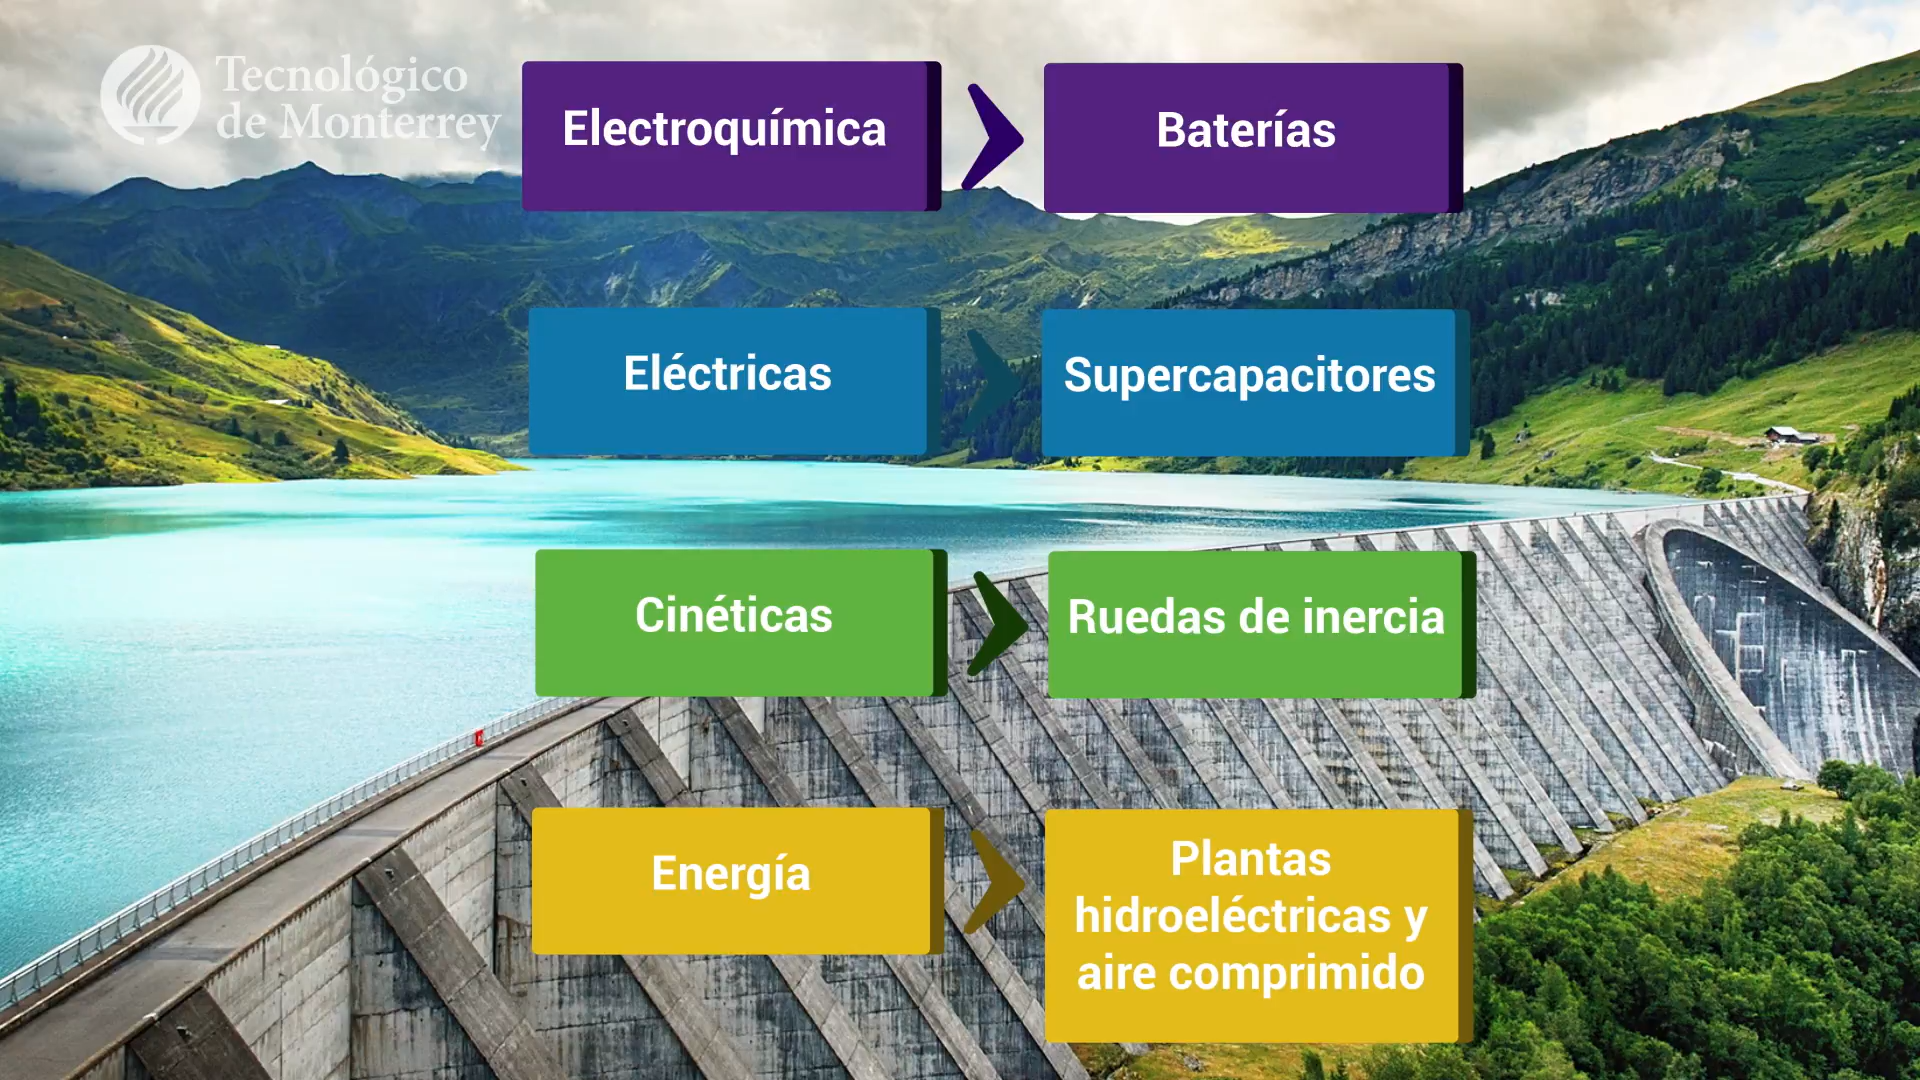 Tecnológico
de Monterrey
Electroquímica
Baterías
Eléctricas
Supercapacitores
Cinéticas
Ruedas de inercia
Energía
Plantas
hidroeléctricas y
aire comprimido